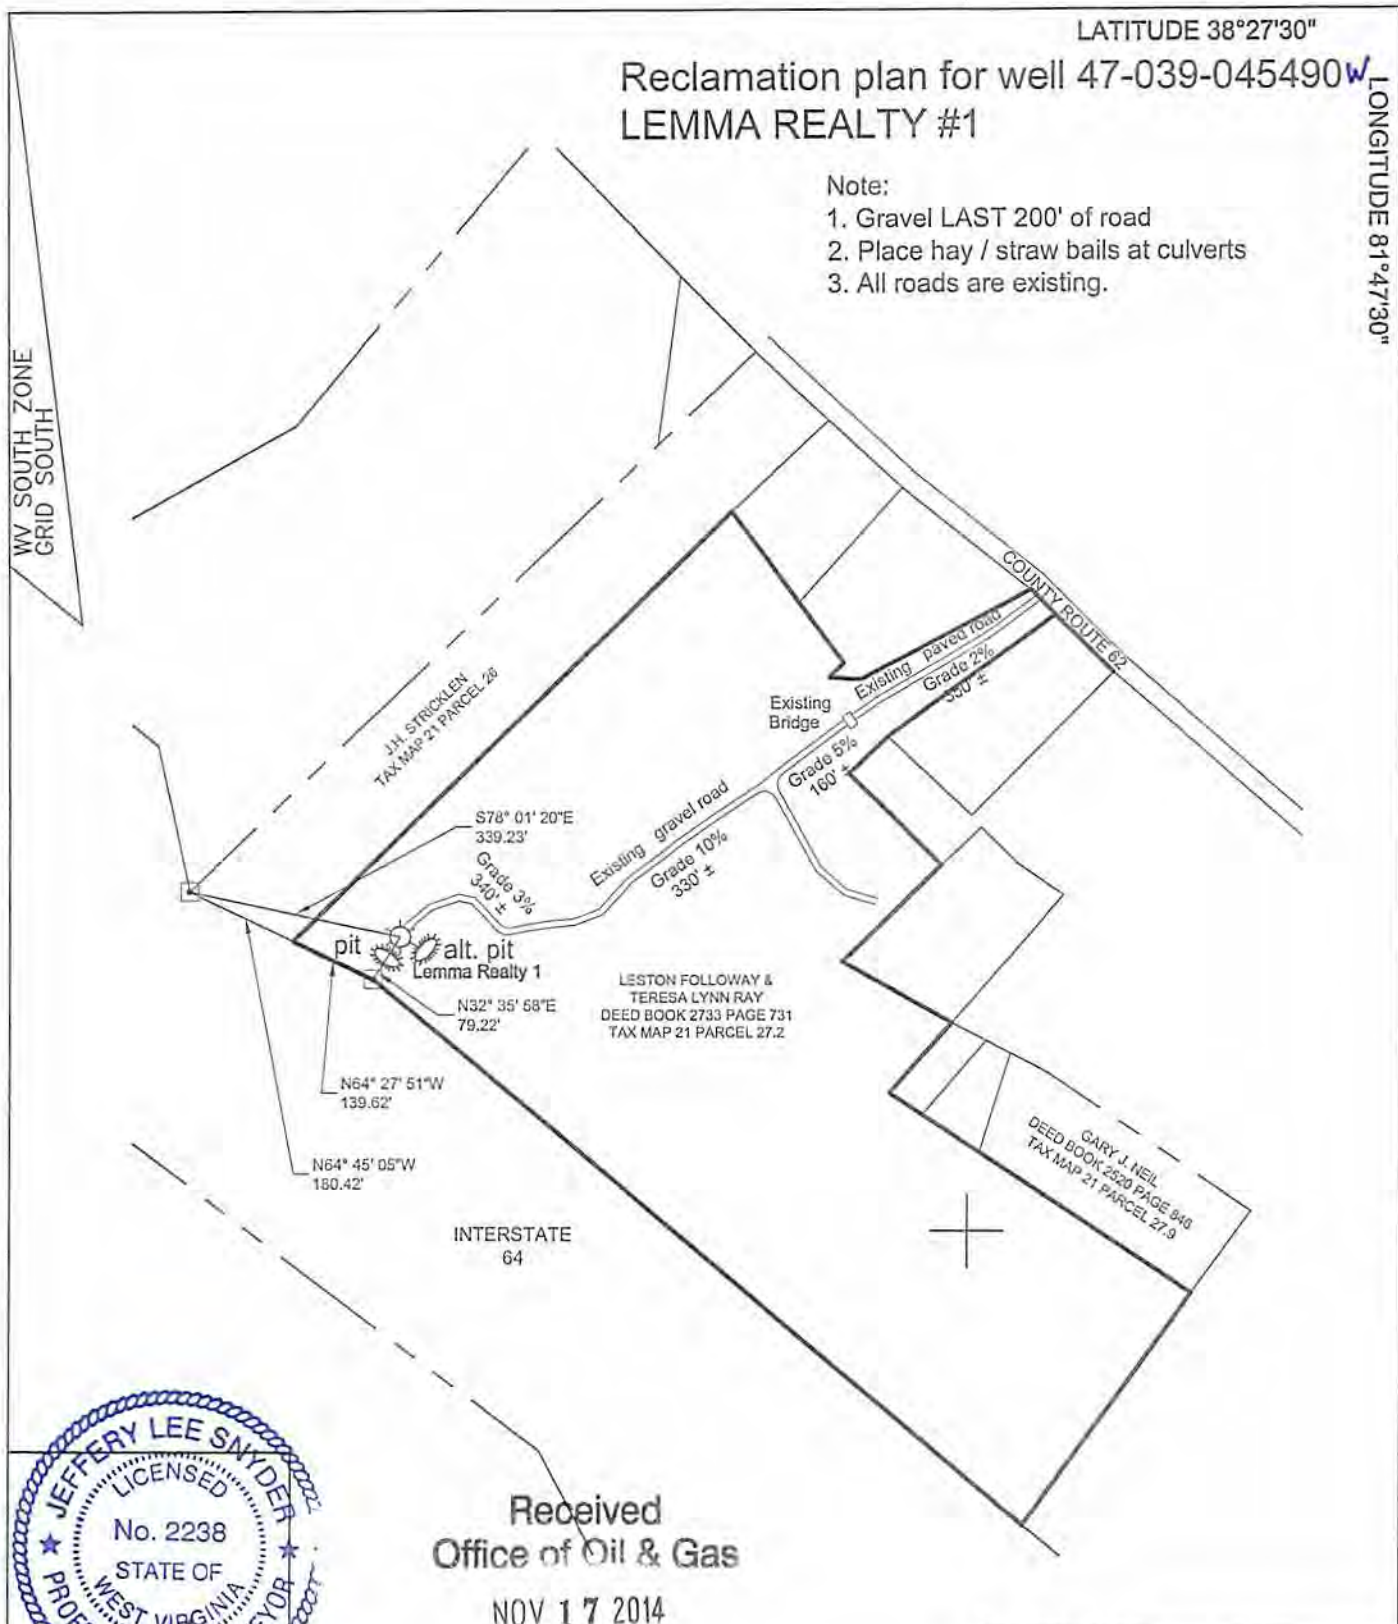 LATITUDE 38°27'30"
Reclamation plan for well 47-039-045490W
LEMMA REALTY #1
LONGITUDE 81°47'30"
Note:
1. Gravel LAST 200' of road
2. Place hay / straw bails at culverts
3. All roads are existing.
WV SOUTH ZONE
GRID SOUTH
COUNTY ROUTE 62
Existing paved road
Grade 2%
Existing
Bridge
Grade 5%
160' ±
J.H. STRICKLEN
TAX MAP 21 PARCEL 26
S78° 01' 20"E
339.23'
Existing gravel road
Grade 10%
330' ±
Grade 3%
340' ±
pit
alt. pit
Lemma Realty 1
N32° 35' 58"E
79.22'
LESTON FOLLOWAY &
TERESA LYNN RAY
DEED BOOK 2733 PAGE 731
TAX MAP 21 PARCEL 27.2
N64° 27' 51"W
139.62'
N64° 45' 05"W
180.42'
GARY J. NEIL
DEED BOOK 2520 PAGE 846
TAX MAP 21 PARCEL 27.9
INTERSTATE
64
JEFFERY LEE SNYDER
LICENSED
No. 2238
STATE OF
WEST VIRGINIA
Received
Office of Oil & Gas
NOV 17 2014